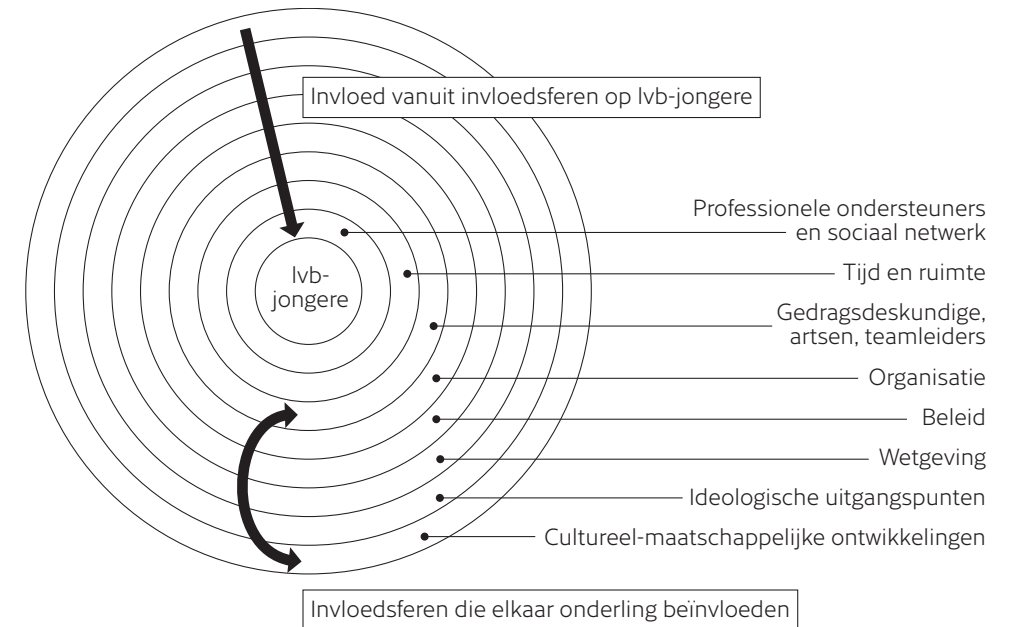 Invloed vanuit invloedsferen op lvb-jongere
Professionele ondersteuners
en sociaal netwerk
lvb-
jongere
Tijd en ruimte
Gedragsdeskundige,
artsen, teamleiders
Organisatie
Beleid
Wetgeving
Ideologische uitgangspunten
Cultureel-maatschappelijke ontwikkelingen
Invloedsferen die elkaar onderling beïnvloeden